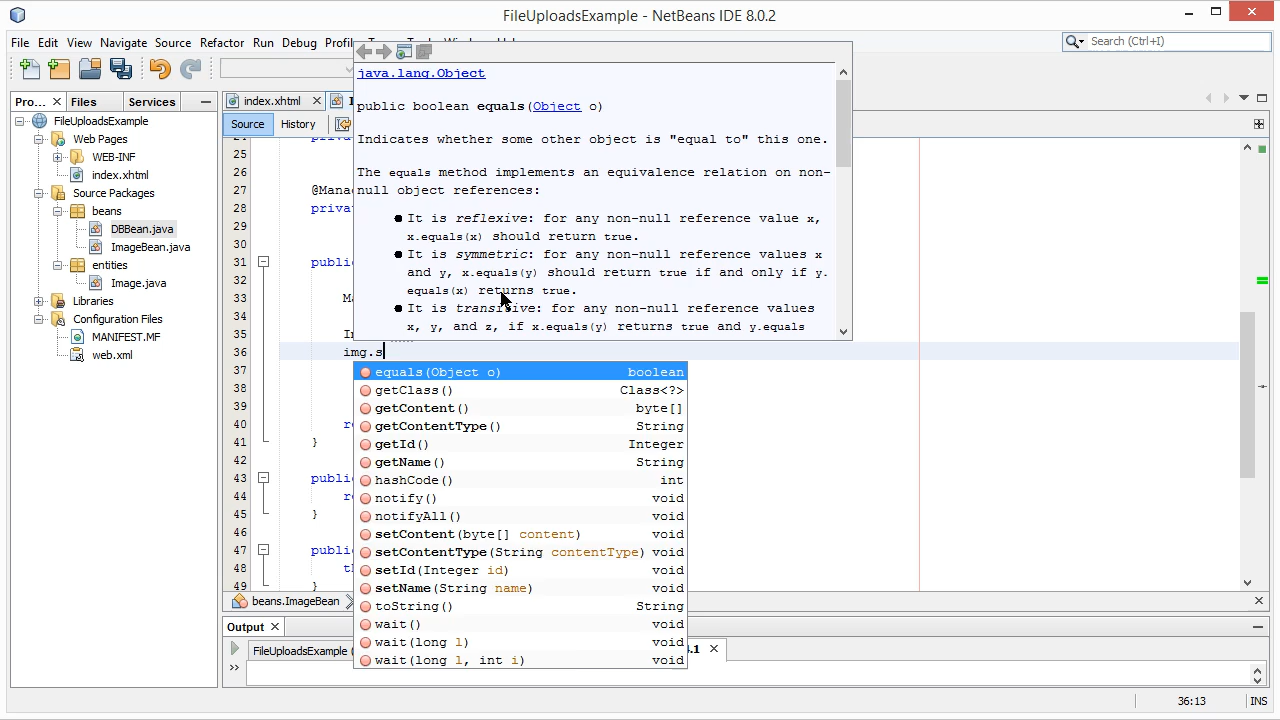 FileUploadsExample - NetBeans IDE 8.0.2
File Edit View Navigate Source Refactor Run Debug
Search (Ctrl+I)
Pro... Files Services
index.xhtml
Source History
FileUploadsExample
Web Pages
WEB-INF
index.xhtml
Source Packages
beans
DBBean.java
ImageBean.java
entities
Image.java
Libraries
Configuration Files
MANIFEST.MF
web.xml
java.lang.Object
public boolean equals(Object o)
Indicates whether some other object is "equal to" this one.
The equals method implements an equivalence relation on non-
null object references:
● It is reflexive: for any non-null reference value x,
x.equals(x) should return true.
● It is symmetric: for any non-null reference values x
and y, x.equals(y) should return true if and only if y.
equals(x) returns true.
● It is transitive: for any non-null reference values
x, y, and z, if x.equals(y) returns true and y.equals
25
26
27 @Mana
28 priva
29
30
31 publi
32
33 Ma
34
35 Im
36 img.s
37
38
39
40 re
41 }
42
43 publi
44 re
45 }
46
47 publi
48 th
49 }
equals(Object o) boolean
getClass() Class<?>
getContent() byte[]
getContentType() String
getId() Integer
getName() String
hashCode() int
notify() void
notifyAll() void
setContent(byte[] content) void
setContentType(String contentType) void
setId(Integer id) void
setName(String name) void
toString() String
wait() void
wait(long l) void
wait(long l, int i) void
beans.ImageBean
Output
FileUploadsExample (
.1
36:13 INS